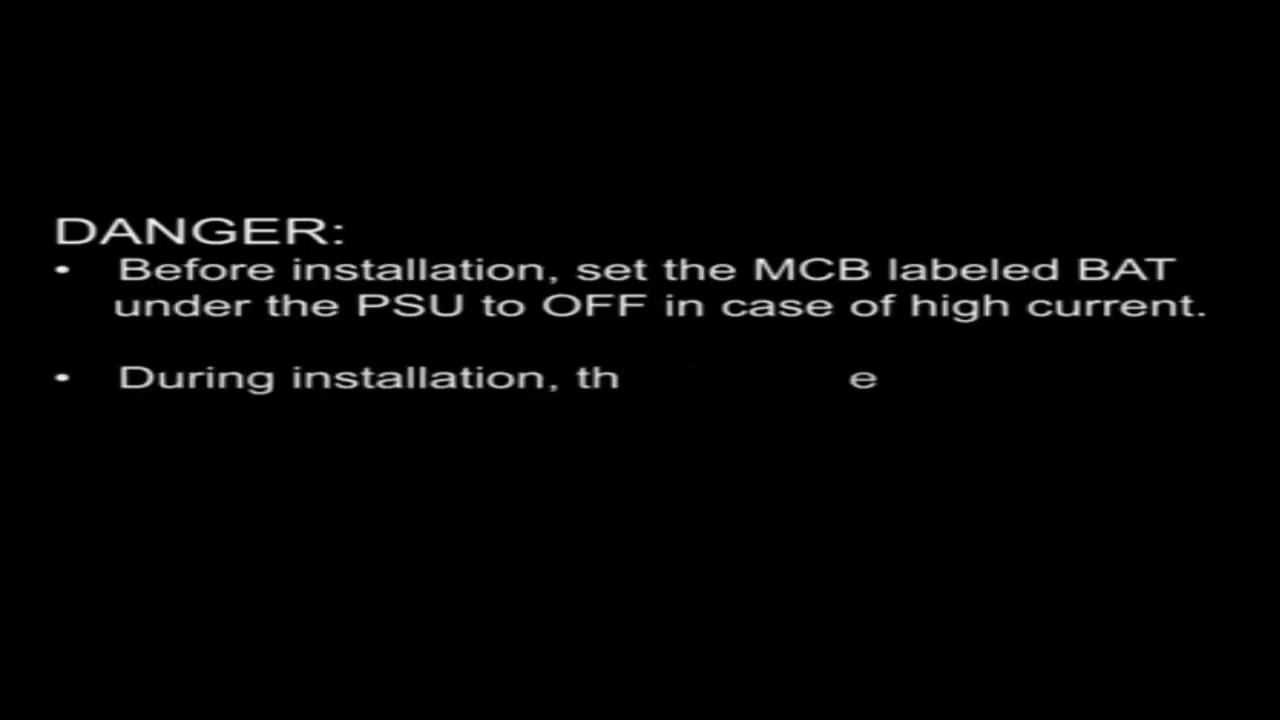 DANGER:
• Before installation, set the MCB labeled BAT
under the PSU to OFF in case of high current.
• During installation, th e